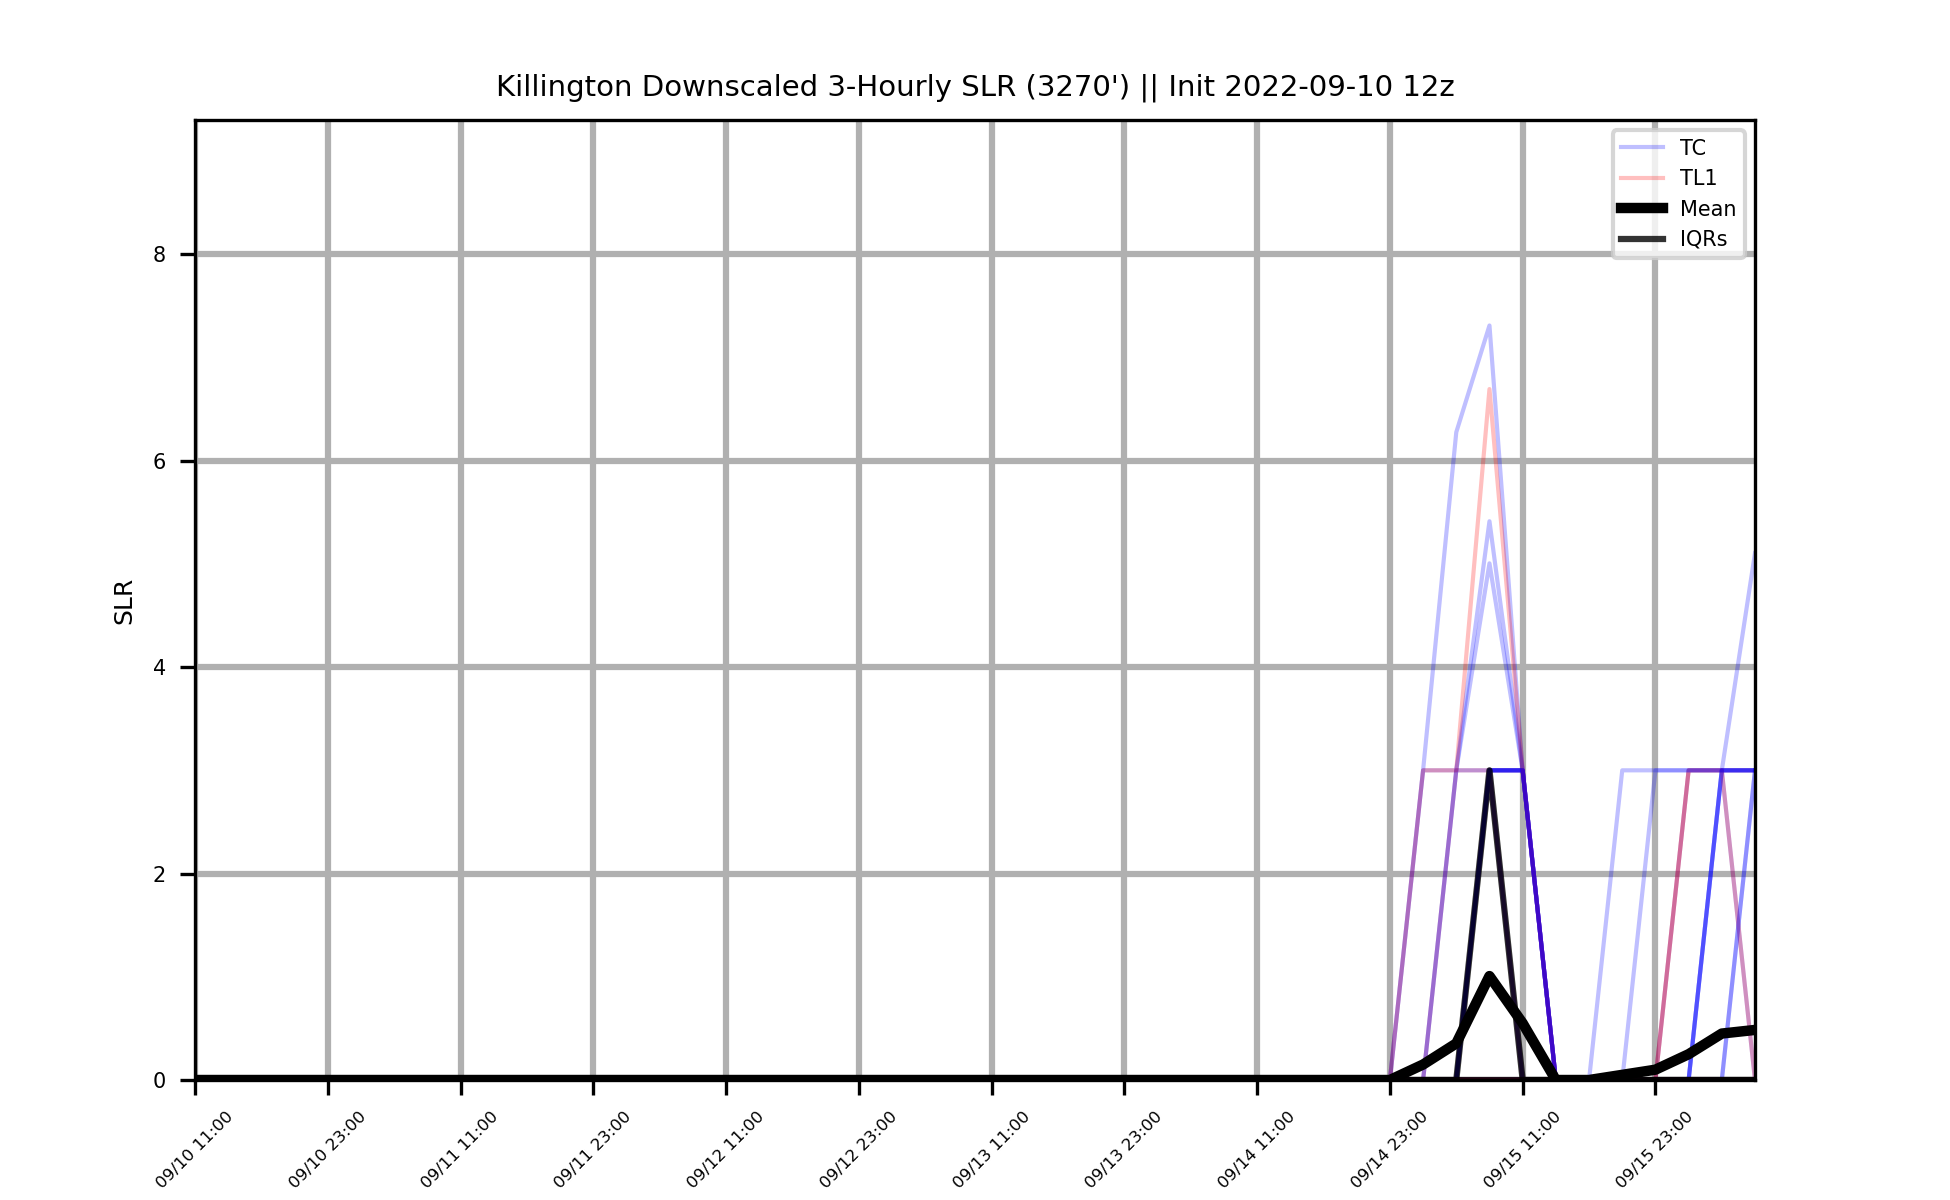 Killington Downscaled 3-Hourly SLR (3270') || Init 2022-09-10 12z
TC
TL1
Mean
IQRs
SLR
8
6
4
2
0
09/10 11:00
09/10 23:00
09/11 11:00
09/11 23:00
09/12 11:00
09/12 23:00
09/13 11:00
09/13 23:00
09/14 11:00
09/14 23:00
09/15 11:00
09/15 23:00